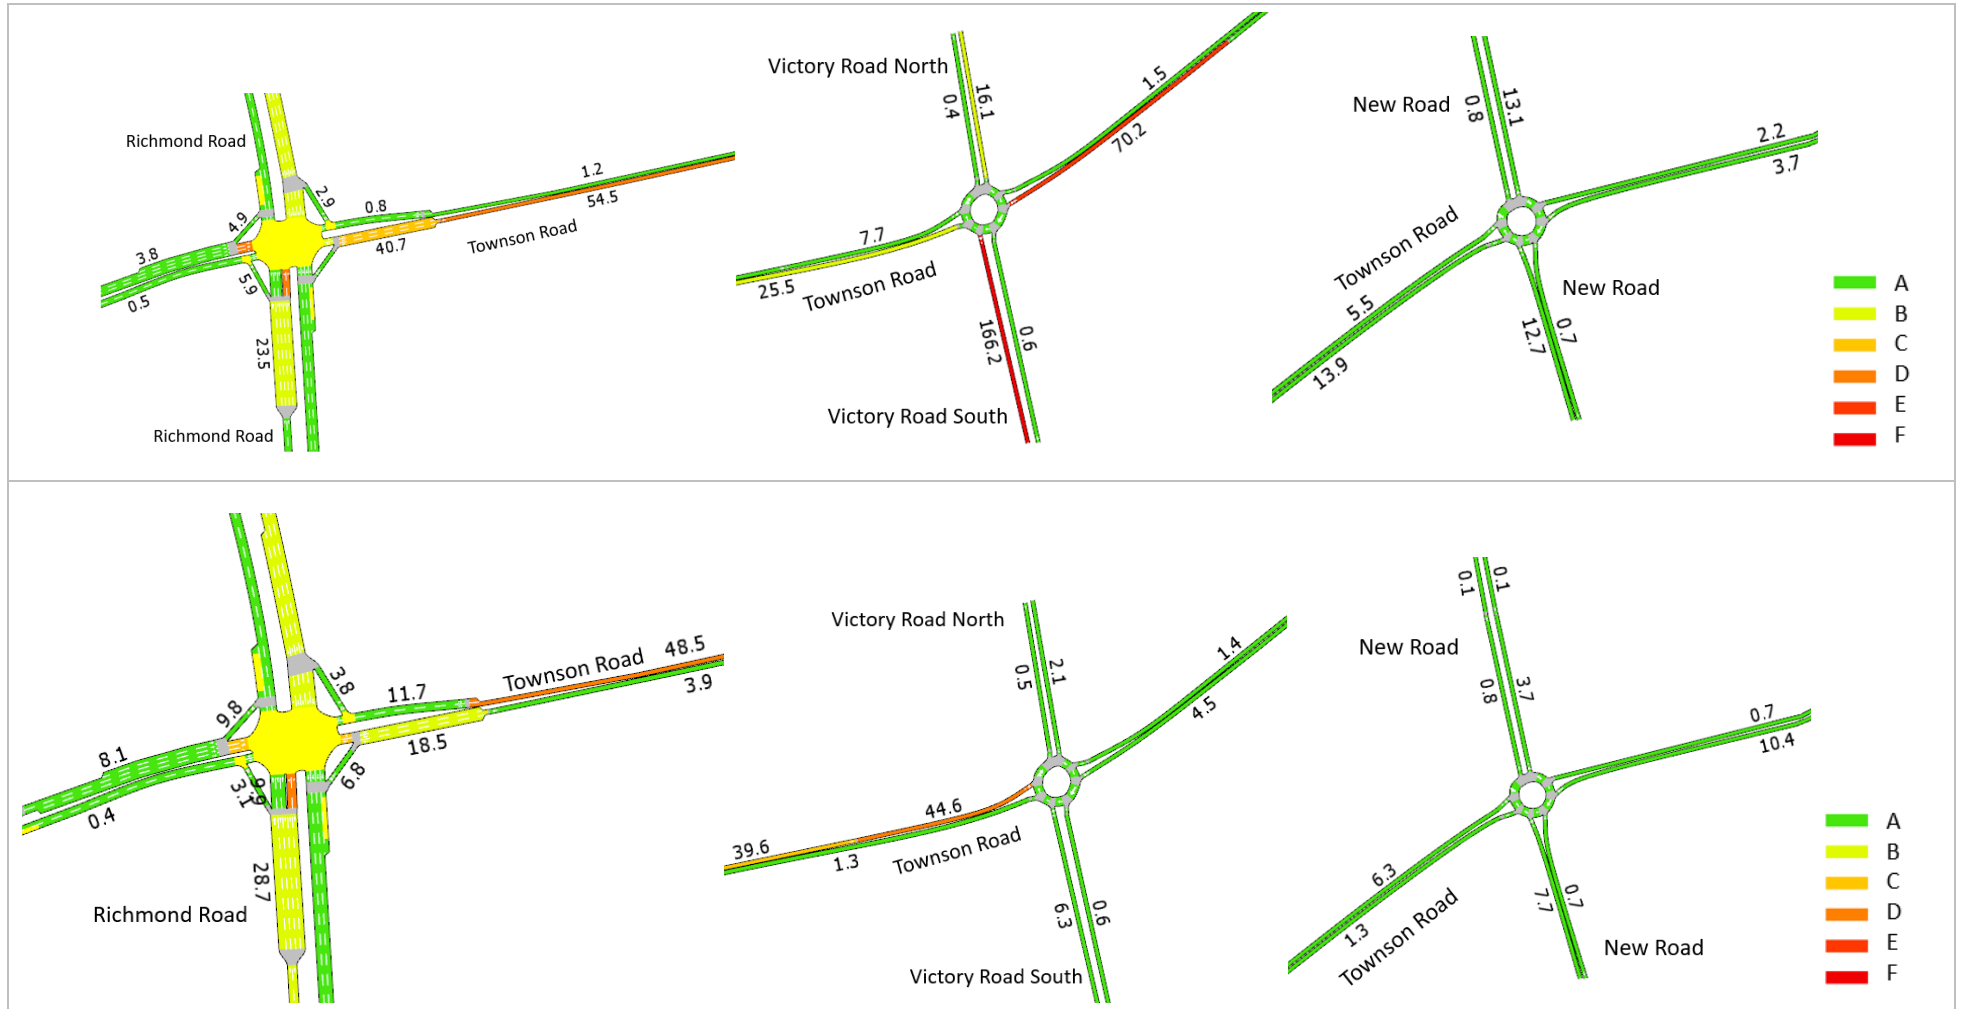 Richmond Road
2.9
4.9
0.8
1.2
54.5
Townson Road
40.7
3.8
0.5
5.9
23.5
Richmond Road
Victory Road North
0.4
16.1
1.5
70.2
7.7
25.5
Townson Road
166.2
0.6
Victory Road South
New Road
0.8
13.1
2.2
3.7
Townson Road
5.5
13.9
New Road
12.7
0.7
A
B
C
D
E
F
3.8
9.8
11.7
Townson Road
48.5
3.9
18.5
8.1
0.4
3.1
9.9
6.8
28.7
Richmond Road
Victory Road North
0.5
2.1
1.4
4.5
44.6
39.6
1.3
Townson Road
6.3
0.6
Victory Road South
0.1
0.1
New Road
0.8
3.7
0.7
10.4
6.3
1.3
Townson Road
7.7
0.7
New Road
A
B
C
D
E
F